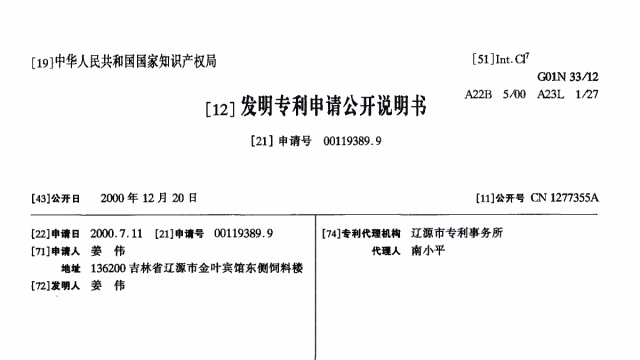 [19]中华人民共和国国家知识产权局
[51]Int.Cl7
G01N 33/12
A22B 5/00 A23L 1/27
[12]发明专利申请公开说明书
[21]申请号 00119389.9
[43]公开日 2000年12月20日
[11]公开号 CN 1277355A
[22]申请日 2000.7.11 [21]申请号 00119389.9
[71]申请人 姜 伟
地址 136200 吉林省辽源市金叶宾馆东侧饲料楼
[72]发明人 姜 伟
[74]专利代理机构 辽源市专利事务所
代理人 南小平